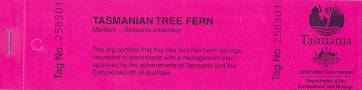 Tag No. 258301
TASMANIAN TREE FERN
Manfern - Dicksonia antarctica
This tag certifies that this tree fern has been salvage
harvested in accordance with a management plan
approved by the governments of Tasmania and the
Commonwealth of Australia.
Tag No. 258301
Tasmania
Australian Government
Department of the
Environment and Heritage